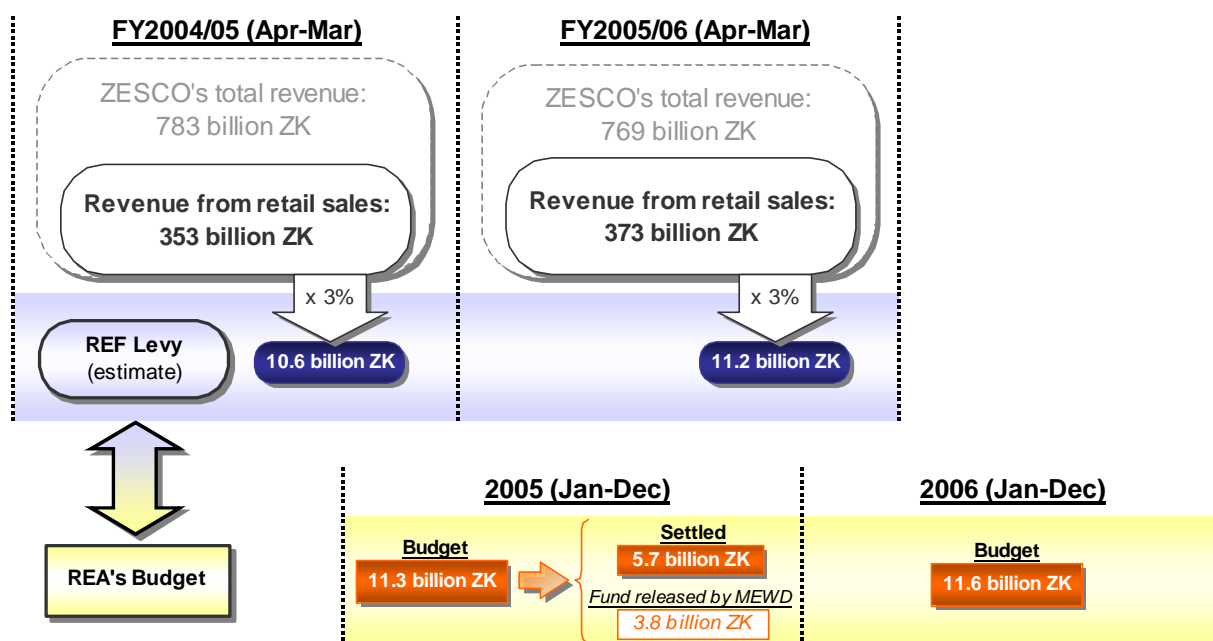 FY2004/05 (Apr-Mar)
ZESCO's total revenue:
783 billion ZK
Revenue from retail sales:
353 billion ZK
x 3%
REF Levy
(estimate)
10.6 billion ZK
FY2005/06 (Apr-Mar)
ZESCO's total revenue:
769 billion ZK
Revenue from retail sales:
373 billion ZK
x 3%
11.2 billion ZK
REA's Budget
2005 (Jan-Dec)
Budget
11.3 billion ZK
Settled
5.7 billion ZK
Fund released by MEWD
3.8 billion ZK
2006 (Jan-Dec)
Budget
11.6 billion ZK